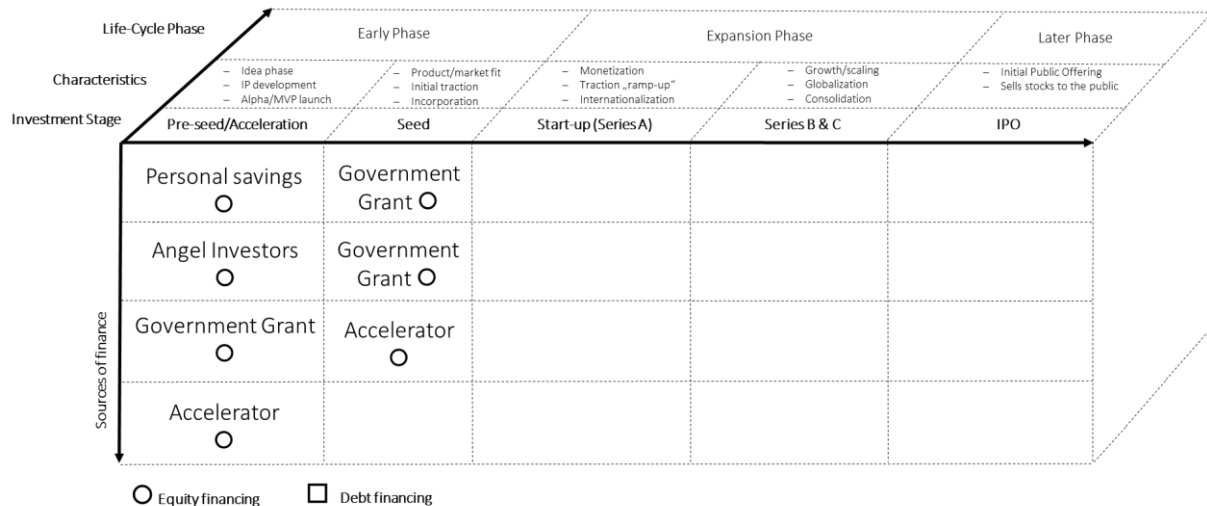 Life-Cycle Phase
Early Phase
Expansion Phase
Later Phase
Characteristics
– Idea phase
– IP development
– Alpha/MVP launch
– Product/market fit
– Initial traction
– Incorporation
– Monetization
– Traction „ramp-up“
– Internationalization
– Growth/scaling
– Globalization
– Consolidation
– Initial Public Offering
– Sells stocks to the public
Investment Stage
Pre-seed/Acceleration
Seed
Start-up (Series A)
Series B & C
IPO
Sources of finance
Personal savings
Government
Grant
Angel Investors
Government
Grant
Government Grant
Accelerator
Accelerator
Equity financing
Debt financing